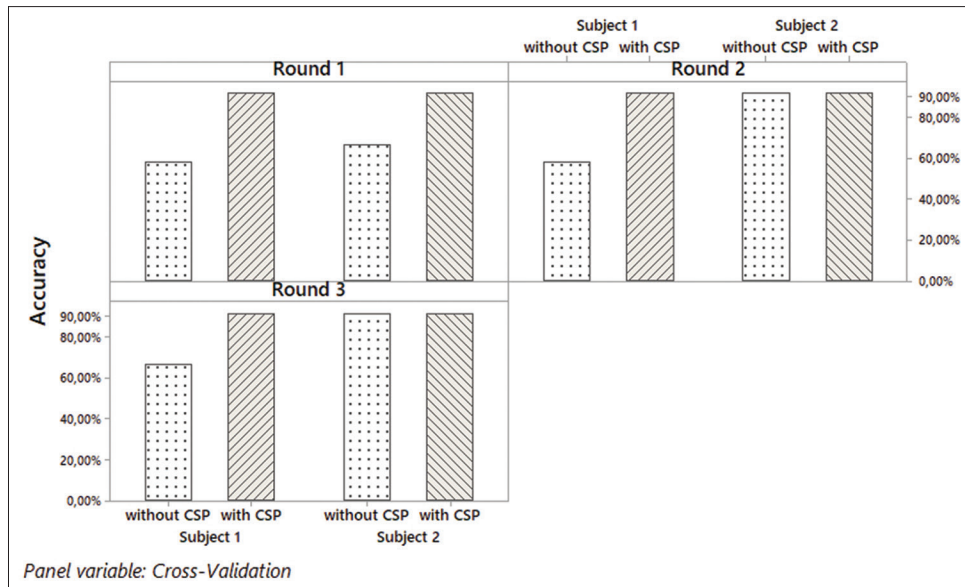 Subject 1 Subject 2
without CSP with CSP without CSP with CSP
Round 1 Round 2
90,00%
80,00%
60,00%
40,00%
20,00%
0,00%
Accuracy
Round 3
90,00%
80,00%
60,00%
40,00%
20,00%
0,00%
without CSP with CSP without CSP with CSP
Subject 1 Subject 2
Panel variable: Cross-Validation